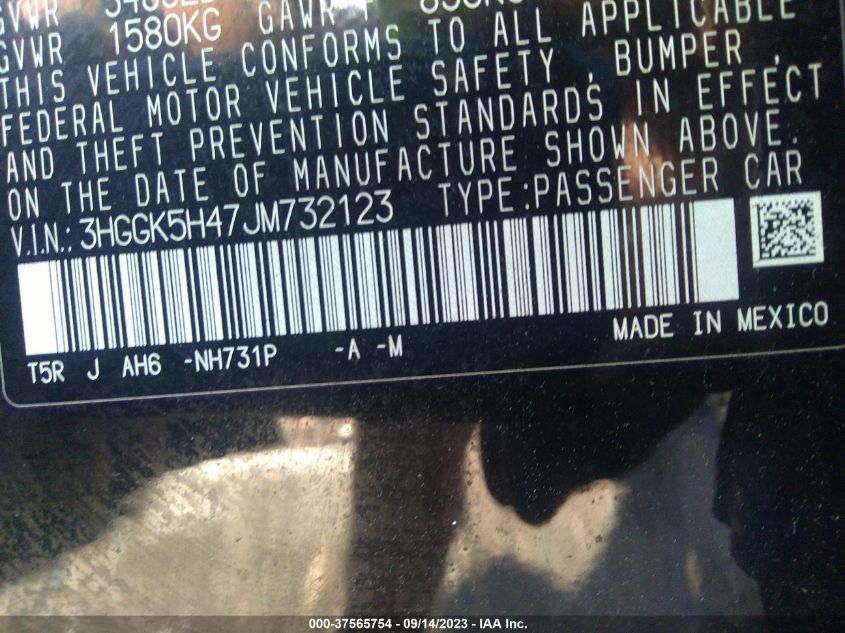 GVWR 1580KG GAWR
THIS VEHICLE CONFORMS TO ALL APPLICABLE
FEDERAL MOTOR VEHICLE SAFETY , BUMPER ,
AND THEFT PREVENTION STANDARDS IN EFFECT
ON THE DATE OF MANUFACTURE SHOWN ABOVE.
V.I.N.: 3HGGK5H47JM732123 TYPE:PASSENGER CAR
T5R J AH6 -NH731P -A -M MADE IN MEXICO
000-37565754 - 09/14/2023 - IAA Inc.